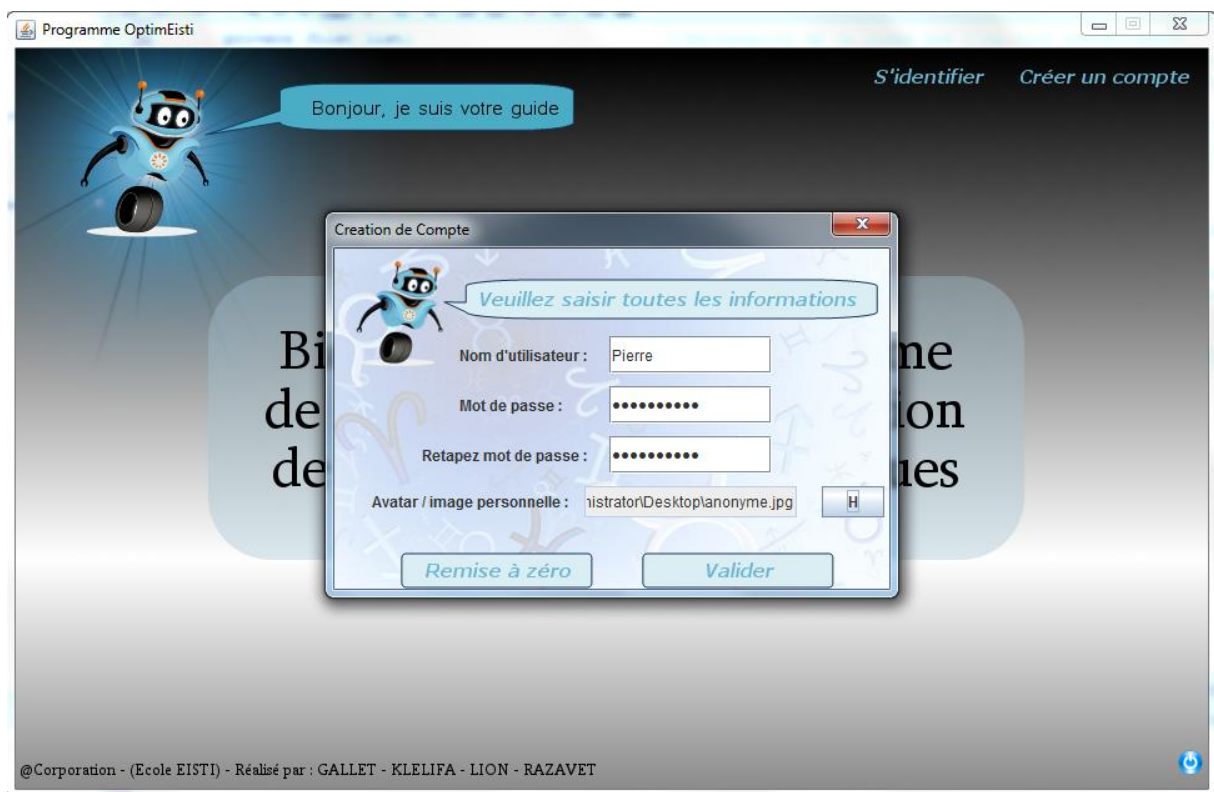 Programme OptimEisti
S'identifier Créer un compte
Bonjour, je suis votre guide
Creation de Compte
Veuillez saisir toutes les informations
Nom d'utilisateur : Pierre
Mot de passe : ••••••••••
Retapez mot de passe : ••••••••••
Avatar / image personnelle : nistrator\Desktop\anonyme.jpg H
Remise à zéro Valider
Bi me
de ion
de ues
@Corporation - (Ecole EISTI) - Réalisé par : GALLET - KLELIFA - LION - RAZAVET